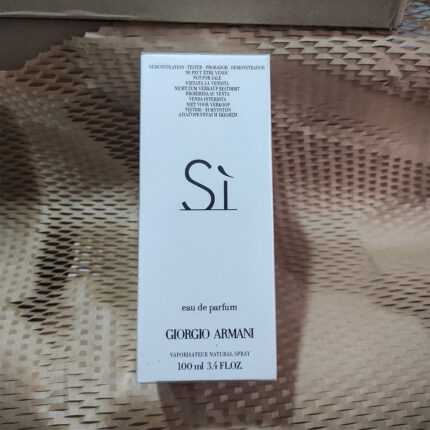 DEMONSTRATION - TESTER - PROBADOR - DEMONSTRADOR
NE PEUT ÊTRE VENDU
NOT FOR SALE
VIETATA LA VENDITA
NICHT ZUM VERKAUF BESTIMMT
PROHIBIDA SU VENTA
VENDA INTERDITA
NIET VOOR VERKOOP
Sì
eau de parfum
GIORGIO ARMANI
VAPORISATEUR NATURAL SPRAY
100 ml 3.4 FL.OZ.